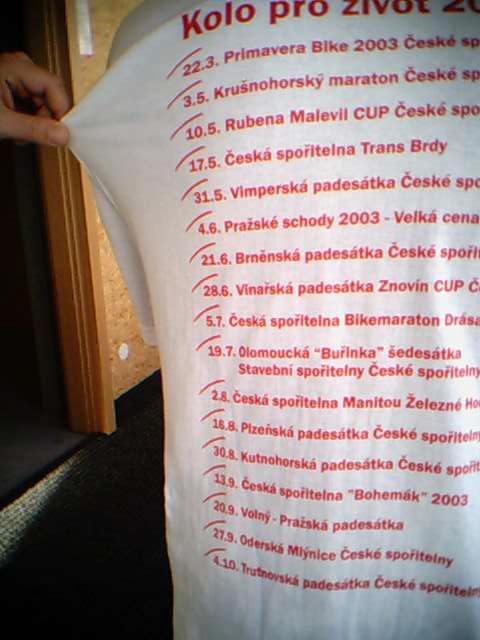 Kolo pro život
22.3. Primavera Bike 2003 České
3.5. Krušnohorský maraton České
10.5. Rubena Malevil CUP České
17.5. Česká spořitelna Trans Brdy
31.5. Vimperská padesátka České
4.6. Pražské schody 2003 - Velká cena
21.6. Brněnská padesátka České
28.6. Vinařská padesátka Znovín CUP
5.7. Česká spořitelna Bikemaraton
19.7. Olomoucká "Buřinka" šedesátka
Stavební spořitelny České
2.8. Česká spořitelna Manitou Železné
16.8. Plzeňská padesátka České
30.8. Kutnohorská padesátka České
13.9. Česká spořitelna "Bohemák" 2003
20.9. Volný - Pražská padesátka
27.9. Oderská Mlýnice České spořitelny
4.10. Trutnovská padesátka České